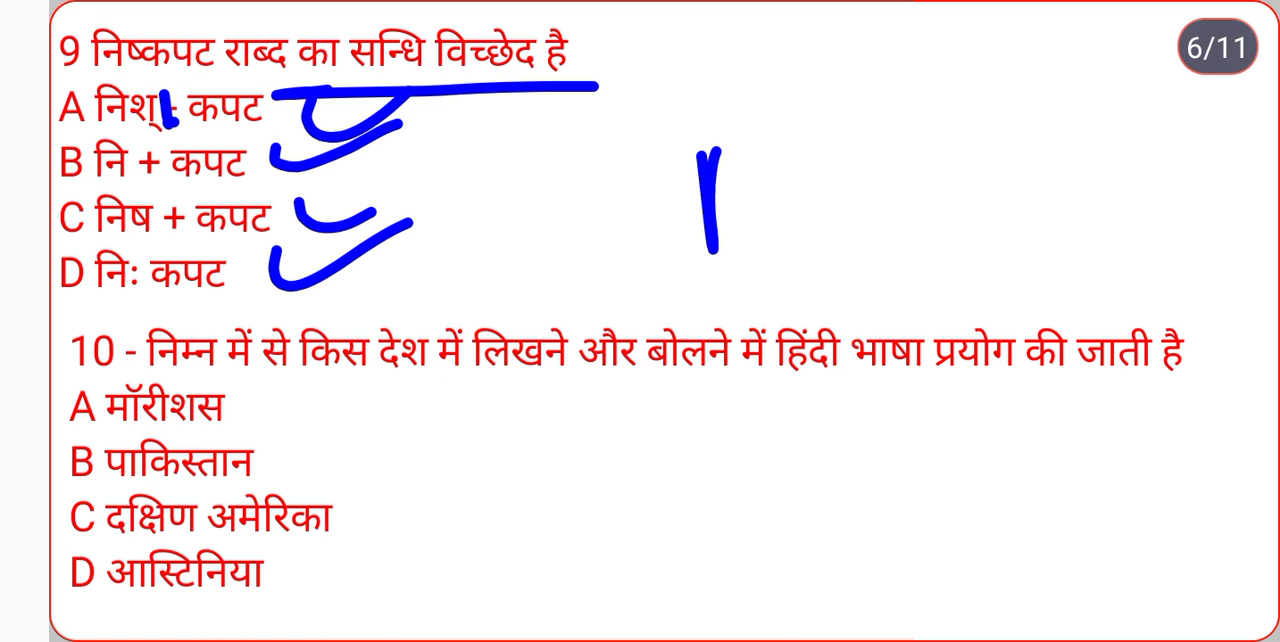 9 निष्कपट राब्द का सन्धि विच्छेद है
6/11
A निश् - कपट
B नि + कपट
C निष + कपट
D निः कपट
10 - निम्न में से किस देश में लिखने और बोलने में हिंदी भाषा प्रयोग की जाती है
A मॉरीशस
B पाकिस्तान
C दक्षिण अमेरिका
D आस्टिनिया